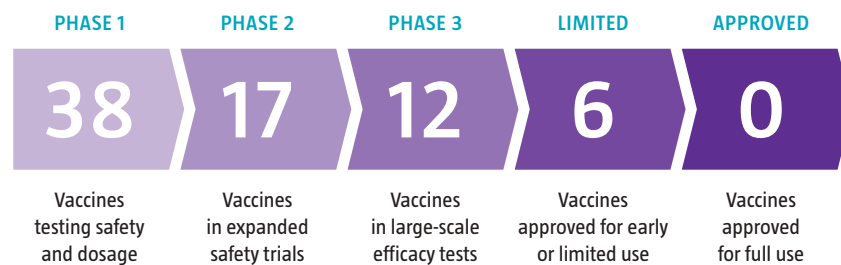 PHASE 1 PHASE 2 PHASE 3 LIMITED APPROVED
38 17 12 6 0
Vaccines
testing safety
and dosage
Vaccines
in expanded
safety trials
Vaccines
in large-scale
efficacy tests
Vaccines
approved for early
or limited use
Vaccines
approved
for full use